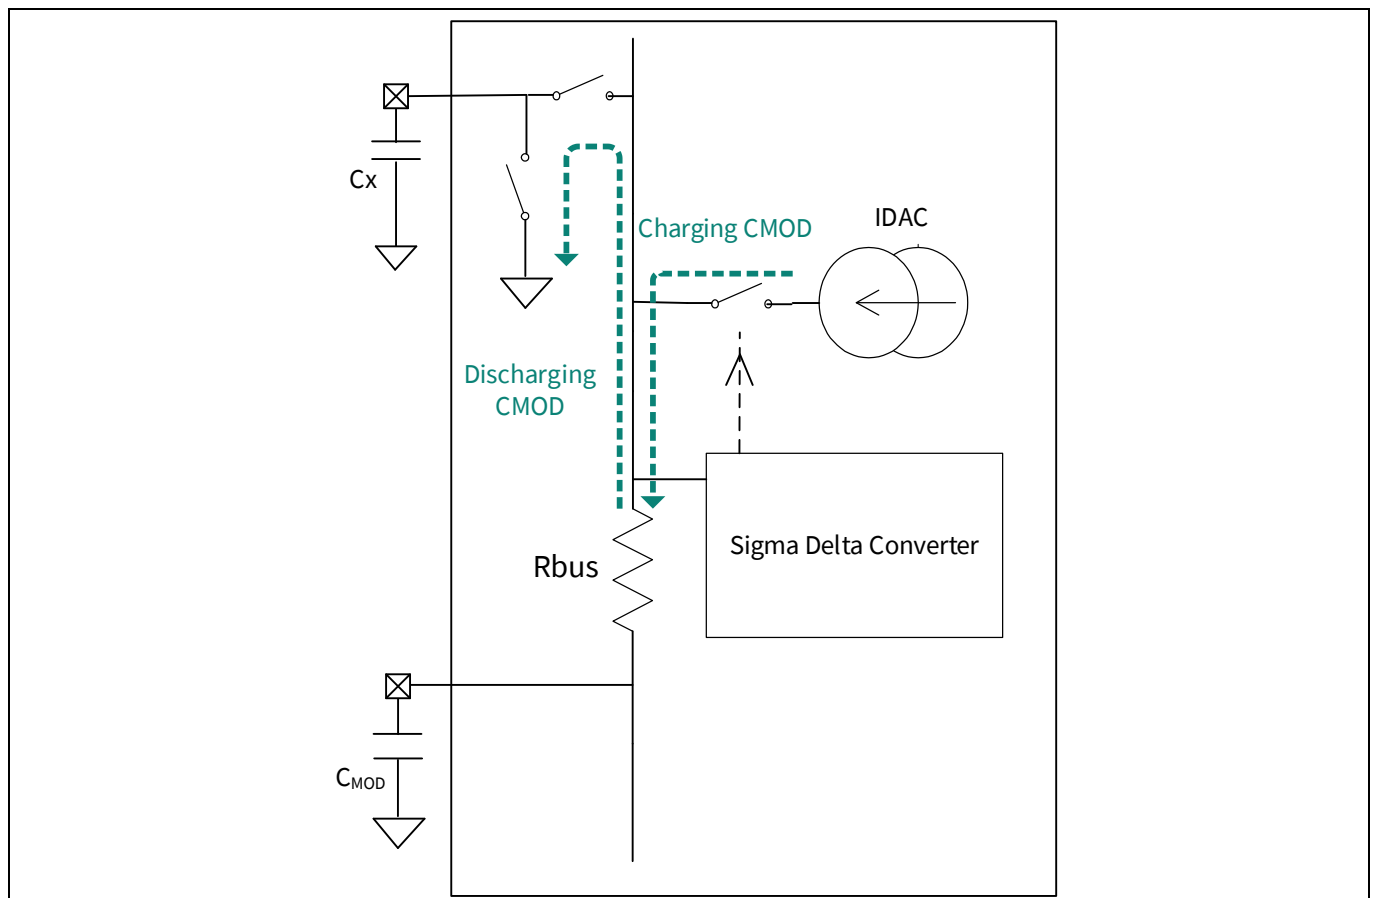 Cx
IDAC
Charging CMOD
Discharging
CMOD
Sigma Delta Converter
Rbus
CMOD